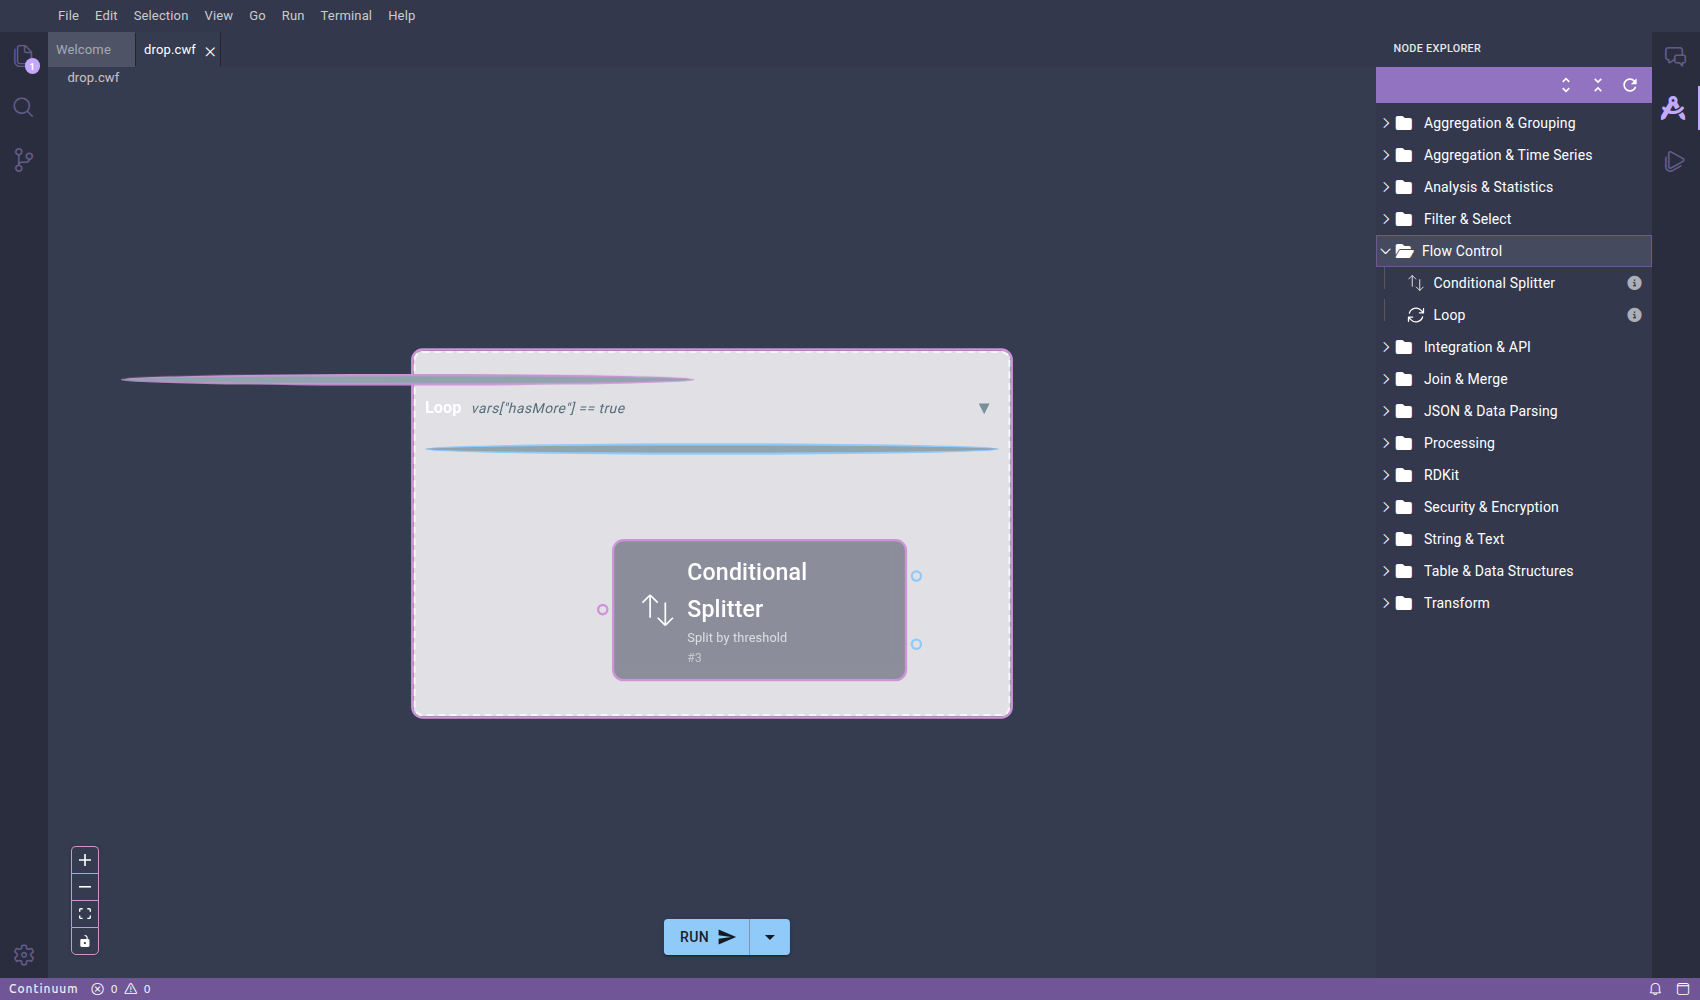 File Edit Selection View Go Run Terminal Help
Welcome drop.cwf
drop.cwf
NODE EXPLORER
1
Aggregation & Grouping
Aggregation & Time Series
Analysis & Statistics
Filter & Select
Flow Control
Conditional Splitter
Loop
Integration & API
Join & Merge
JSON & Data Parsing
Processing
RDKit
Security & Encryption
String & Text
Table & Data Structures
Transform
Loop vars["hasMore"] == true
Conditional
Splitter
Split by threshold
#3
RUN
Continuum 0 0